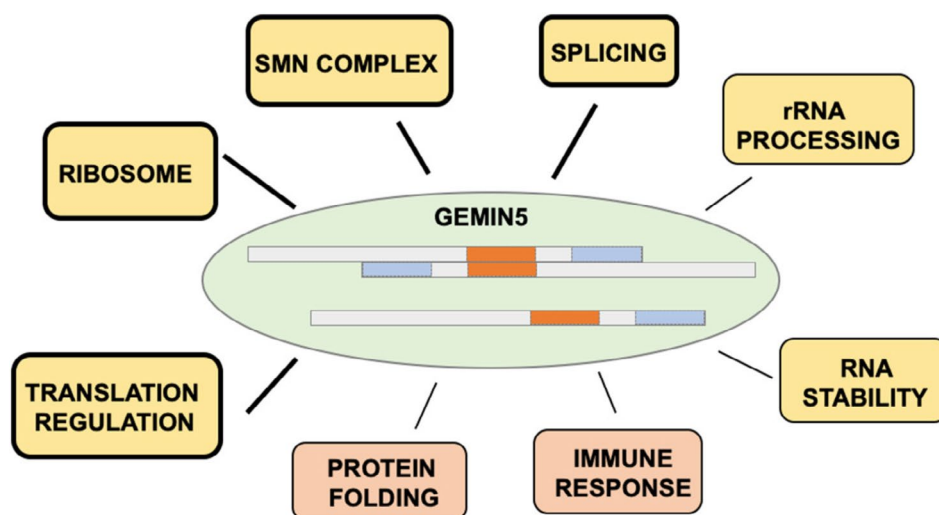 SMN COMPLEX
SPLICING
rRNA
PROCESSING
RIBOSOME
GEMIN5
TRANSLATION
REGULATION
RNA
STABILITY
PROTEIN
FOLDING
IMMUNE
RESPONSE